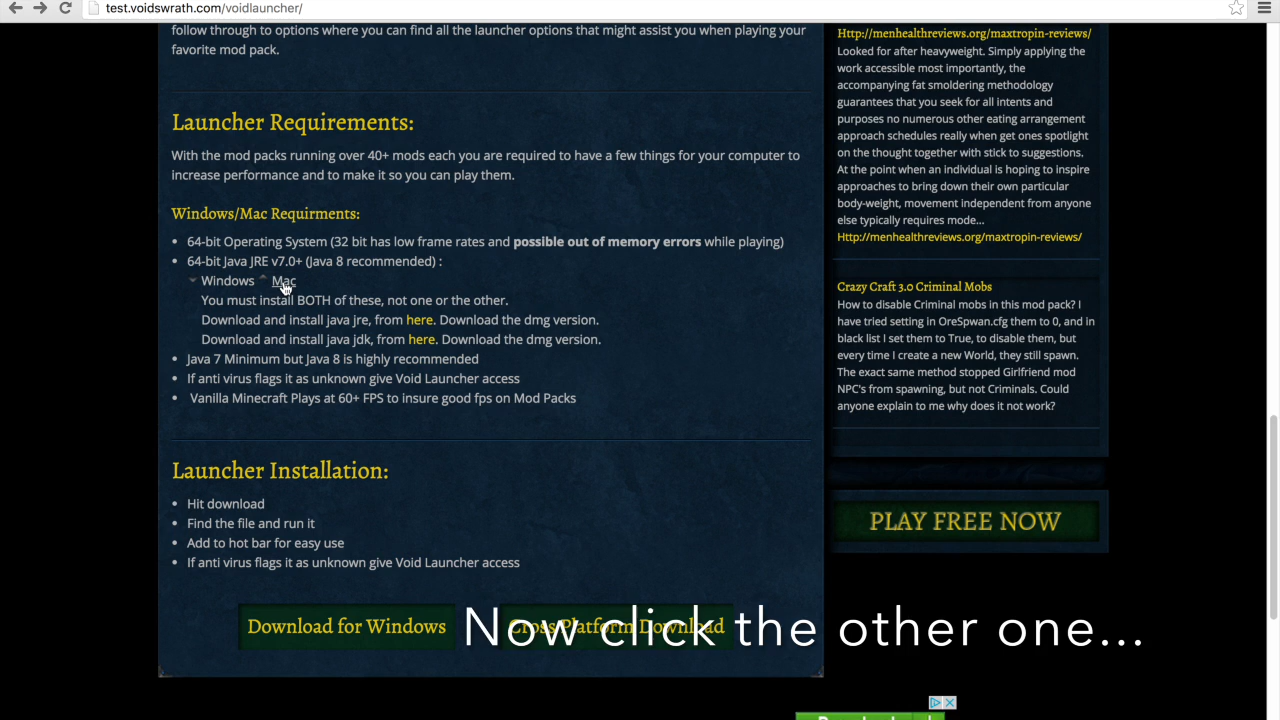 test.voidswrath.com/voidlauncher/
follow through to options where you can find all the launcher options that might assist you when playing your
favorite mod pack.
Launcher Requirements:
With the mod packs running over 40+ mods each you are required to have a few things for your computer to
increase performance and to make it so you can play them.
Windows/Mac Requirments:
64-bit Operating System (32 bit has low frame rates and possible out of memory errors while playing)
64-bit Java JRE v7.0+ (Java 8 recommended) :
Windows Mac
You must install BOTH of these, not one or the other.
Download and install java jre, from here. Download the dmg version.
Download and install java jdk, from here. Download the dmg version.
Java 7 Minimum but Java 8 is highly recommended
If anti virus flags it as unknown give Void Launcher access
Vanilla Minecraft Plays at 60+ FPS to insure good fps on Mod Packs
Launcher Installation:
Hit download
Find the file and run it
Add to hot bar for easy use
If anti virus flags it as unknown give Void Launcher access
Download for Windows
Cross Platform Download
Now click the other one...
Http://menhealthreviews.org/maxtropin-reviews/
Looked for after heavyweight. Simply applying the
work accessible most importantly, the
accompanying fat smoldering methodology
guarantees that you seek for all intents and
purposes no numerous other eating arrangement
approach schedules really when get ones spotlight
on the thought together with stick to suggestions.
At the point when an individual is hoping to inspire
approaches to bring down their own particular
body-weight, movement independent from anyone
else typically requires mode...
Http://menhealthreviews.org/maxtropin-reviews/
Crazy Craft 3.0 Criminal Mobs
How to disable Criminal mobs in this mod pack? I
have tried setting in OreSpwan.cfg them to 0, and in
black list I set them to True, to disable them, but
every time I create a new World, they still spawn.
The exact same method stopped Girlfriend mod
NPC's from spawning, but not Criminals. Could
anyone explain to me why does it not work?
PLAY FREE NOW